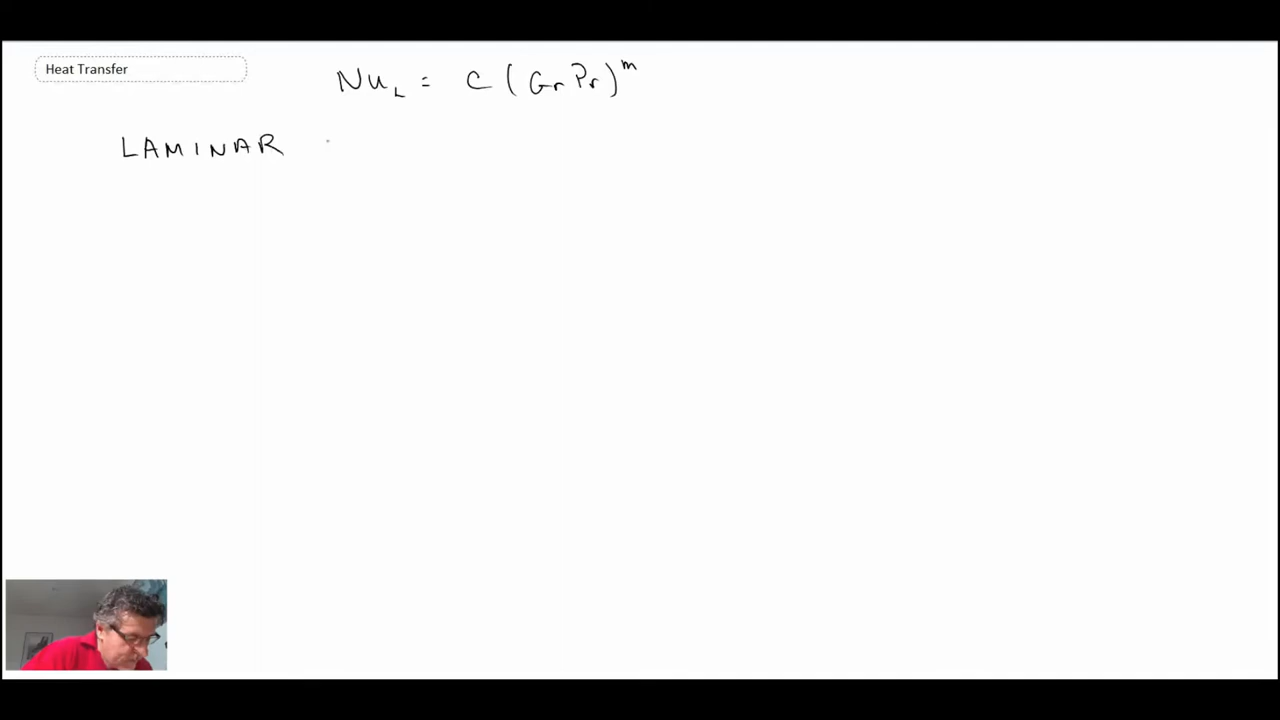 Heat Transfer
Nu_L = C (Gr Pr)^m
LAMINAR